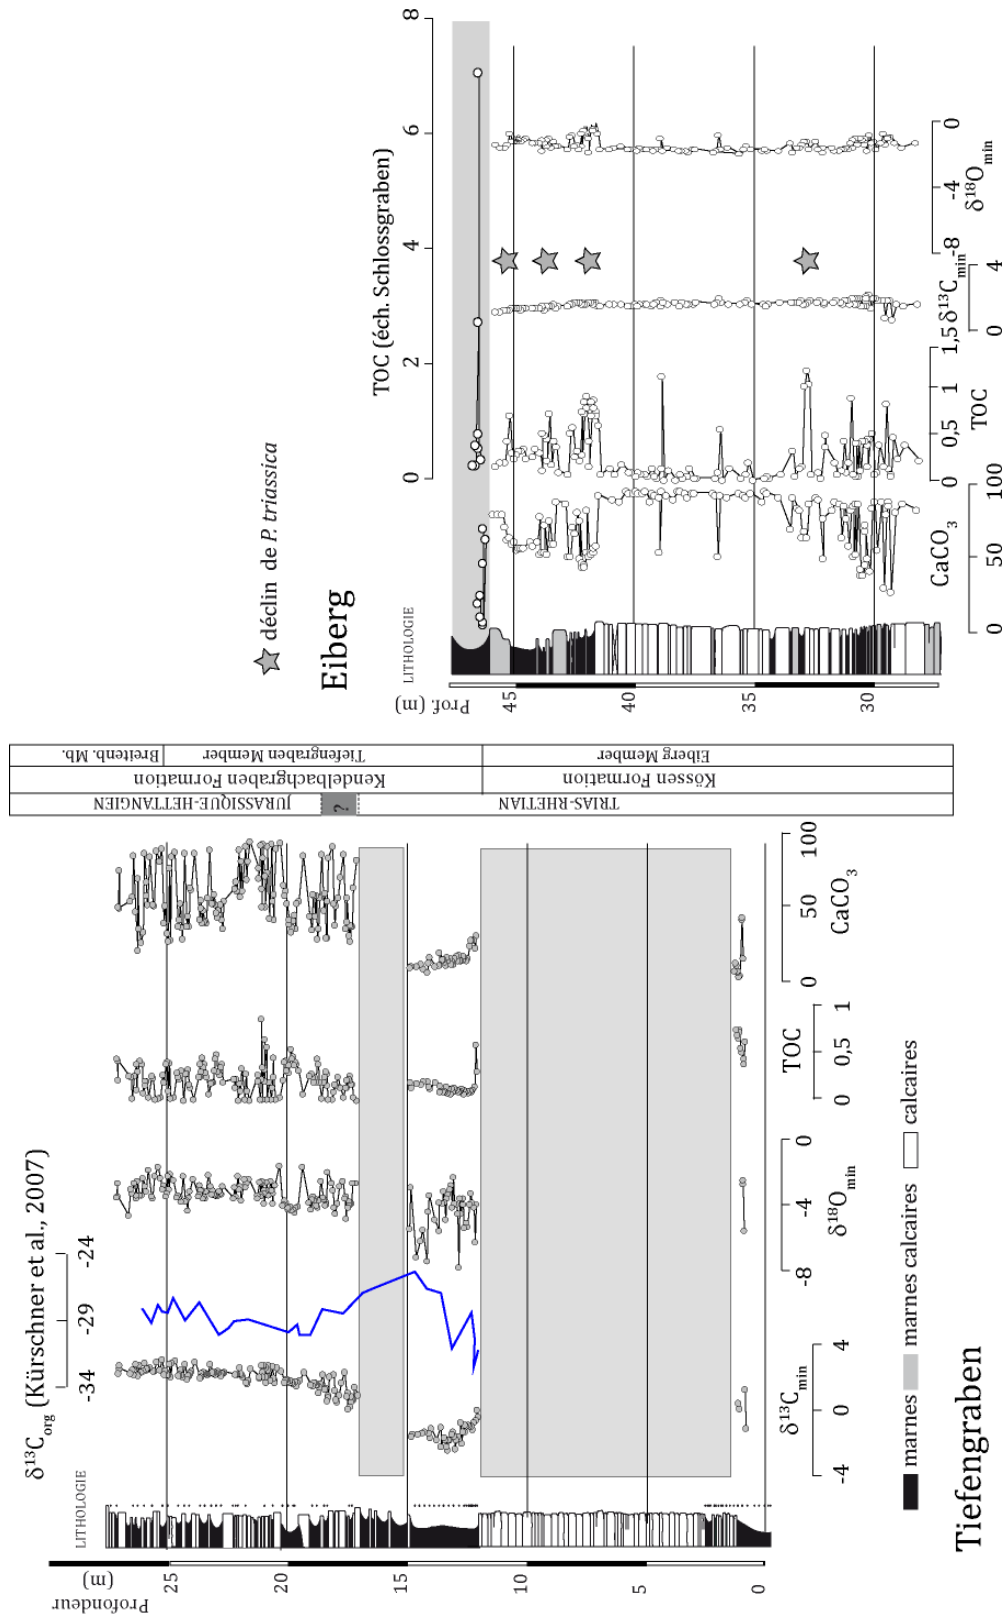 δ13Corg (Kürschner et al., 2007)
-34 -29 -24
LITHOLOGIE
Profondeur
(m)
25
20
15
10
5
0
-4 0 4
δ13Cmin
-8 -4 0
δ18Omin
0 0,5 1
TOC
0 50 100
CaCO3
marnes
marnes calcaires
calcaires
Tiefengraben
JURASSIQUE-HETTANGIEN
?
TRIAS-RHETIAN
Kendelbachgraben Formation
Kössen Formation
Breitenb. Mb.
Tiefengraben Member
Eiberg Member
déclin de P. triassica
Eiberg
TOC (éch. Schlossgraben)
0 2 4 6 8
LITHOLOGIE
Prof. (m)
45
40
35
30
0 50 100
CaCO3
0 0,5 1 1,5
TOC
0 4
δ13Cmin
-8 -4 0
δ18Omin